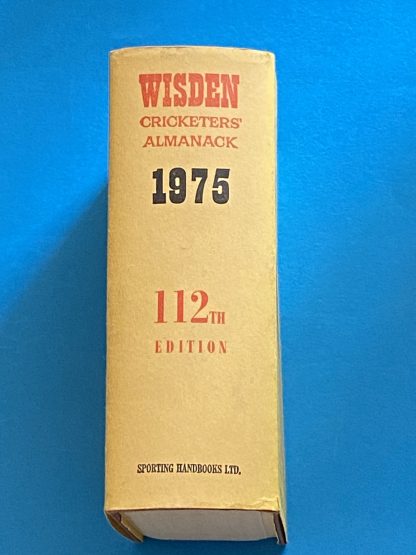 WISDEN
CRICKETERS'
ALMANACK
1975
112TH
EDITION
SPORTING HANDBOOKS LTD.